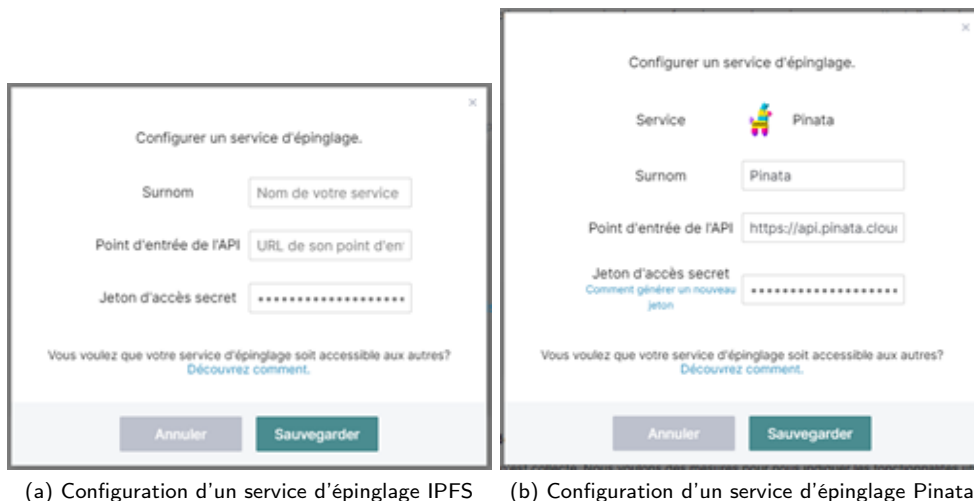 Configurer un service d'épinglage.
Surnom
Nom de votre service
Point d'entrée de l'API
URL de son point d'en
Jeton d'accès secret
Vous voulez que votre service d'épinglage soit accessible aux autres?
Découvrez comment.
Annuler
Sauvegarder
(a) Configuration d'un service d'épinglage IPFS
Configurer un service d'épinglage.
Service
Pinata
Surnom
Pinata
Point d'entrée de l'API
https://api.pinata.clou
Jeton d'accès secret
Comment générer un nouveau
jeton
Vous voulez que votre service d'épinglage soit accessible aux autres?
Découvrez comment.
Annuler
Sauvegarder
(b) Configuration d'un service d'épinglage Pinata